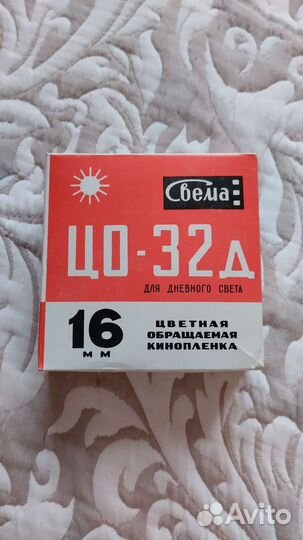 Свема
ЦО-32Д
ДЛЯ ДНЕВНОГО СВЕТА
16
ММ
ЦВЕТНАЯ
ОБРАЩАЕМАЯ
КИНОПЛЕНКА
Avito